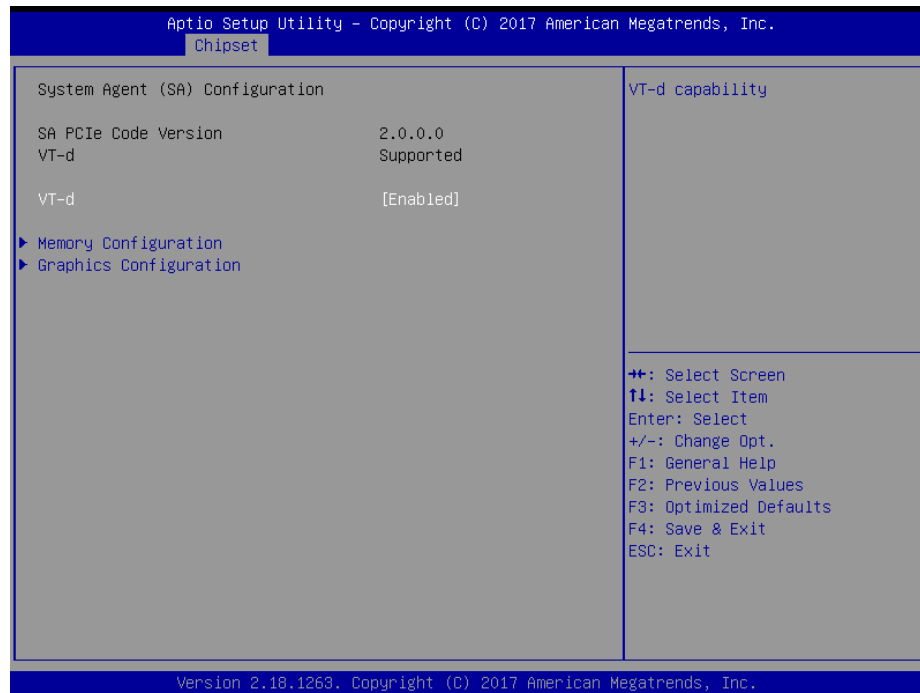 Aptio Setup Utility – Copyright (C) 2017 American Megatrends, Inc.
Chipset
System Agent (SA) Configuration
SA PCIe Code Version 2.0.0.0
VT-d Supported
VT-d [Enabled]
Memory Configuration
Graphics Configuration
VT-d capability
→←: Select Screen
↑↓: Select Item
Enter: Select
+/-: Change Opt.
F1: General Help
F2: Previous Values
F3: Optimized Defaults
F4: Save & Exit
ESC: Exit
Version 2.18.1263. Copyright (C) 2017 American Megatrends, Inc.